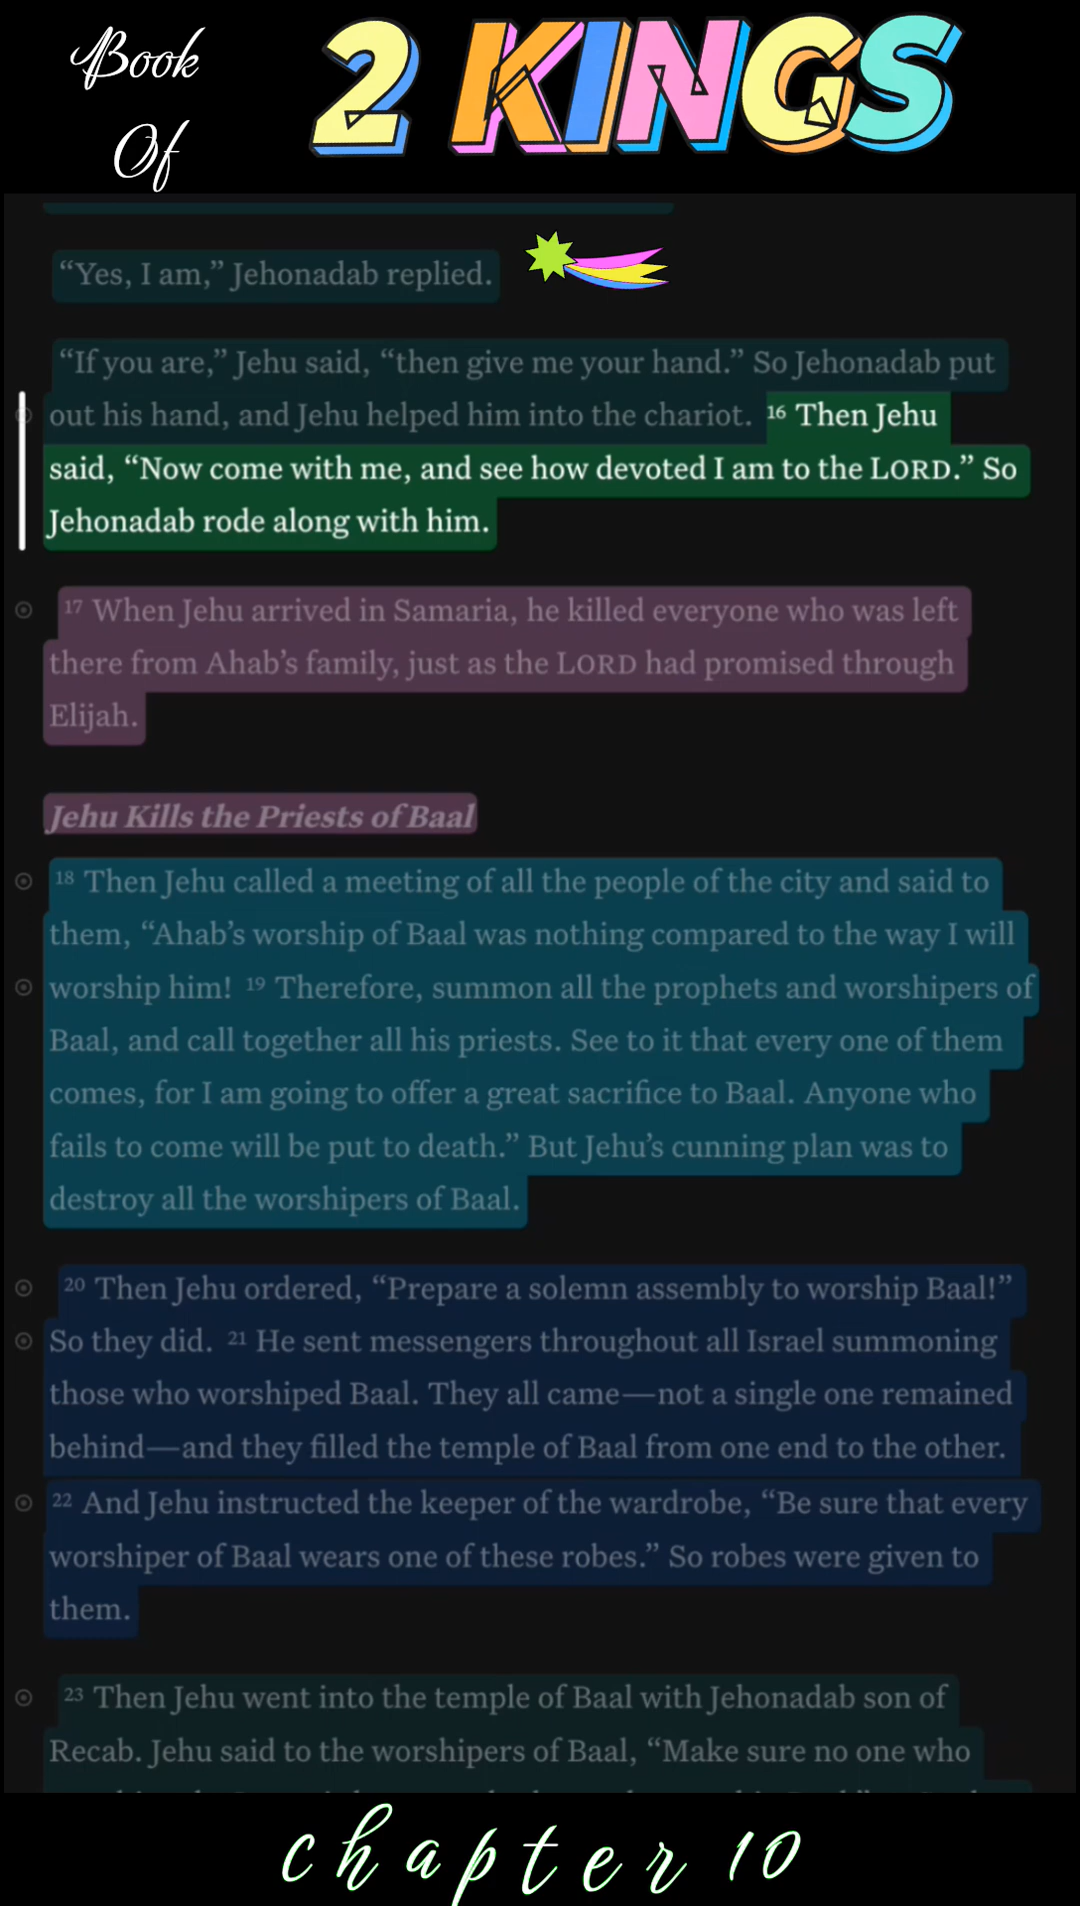 Book
Of
2 KINGS
“Yes, I am,” Jehonadab replied.
“If you are,” Jehu said, “then give me your hand.” So Jehonadab put
out his hand, and Jehu helped him into the chariot. 16 Then Jehu
said, “Now come with me, and see how devoted I am to the LORD.” So
Jehonadab rode along with him.
17 When Jehu arrived in Samaria, he killed everyone who was left
there from Ahab’s family, just as the LORD had promised through
Elijah.
Jehu Kills the Priests of Baal
18 Then Jehu called a meeting of all the people of the city and said to
them, “Ahab’s worship of Baal was nothing compared to the way I will
worship him! 19 Therefore, summon all the prophets and worshipers of
Baal, and call together all his priests. See to it that every one of them
comes, for I am going to offer a great sacrifice to Baal. Anyone who
fails to come will be put to death.” But Jehu’s cunning plan was to
destroy all the worshipers of Baal.
20 Then Jehu ordered, “Prepare a solemn assembly to worship Baal!”
So they did. 21 He sent messengers throughout all Israel summoning
those who worshiped Baal. They all came—not a single one remained
behind—and they filled the temple of Baal from one end to the other.
22 And Jehu instructed the keeper of the wardrobe, “Be sure that every
worshiper of Baal wears one of these robes.” So robes were given to
them.
23 Then Jehu went into the temple of Baal with Jehonadab son of
Recab. Jehu said to the worshipers of Baal, “Make sure no one who
chapter 10